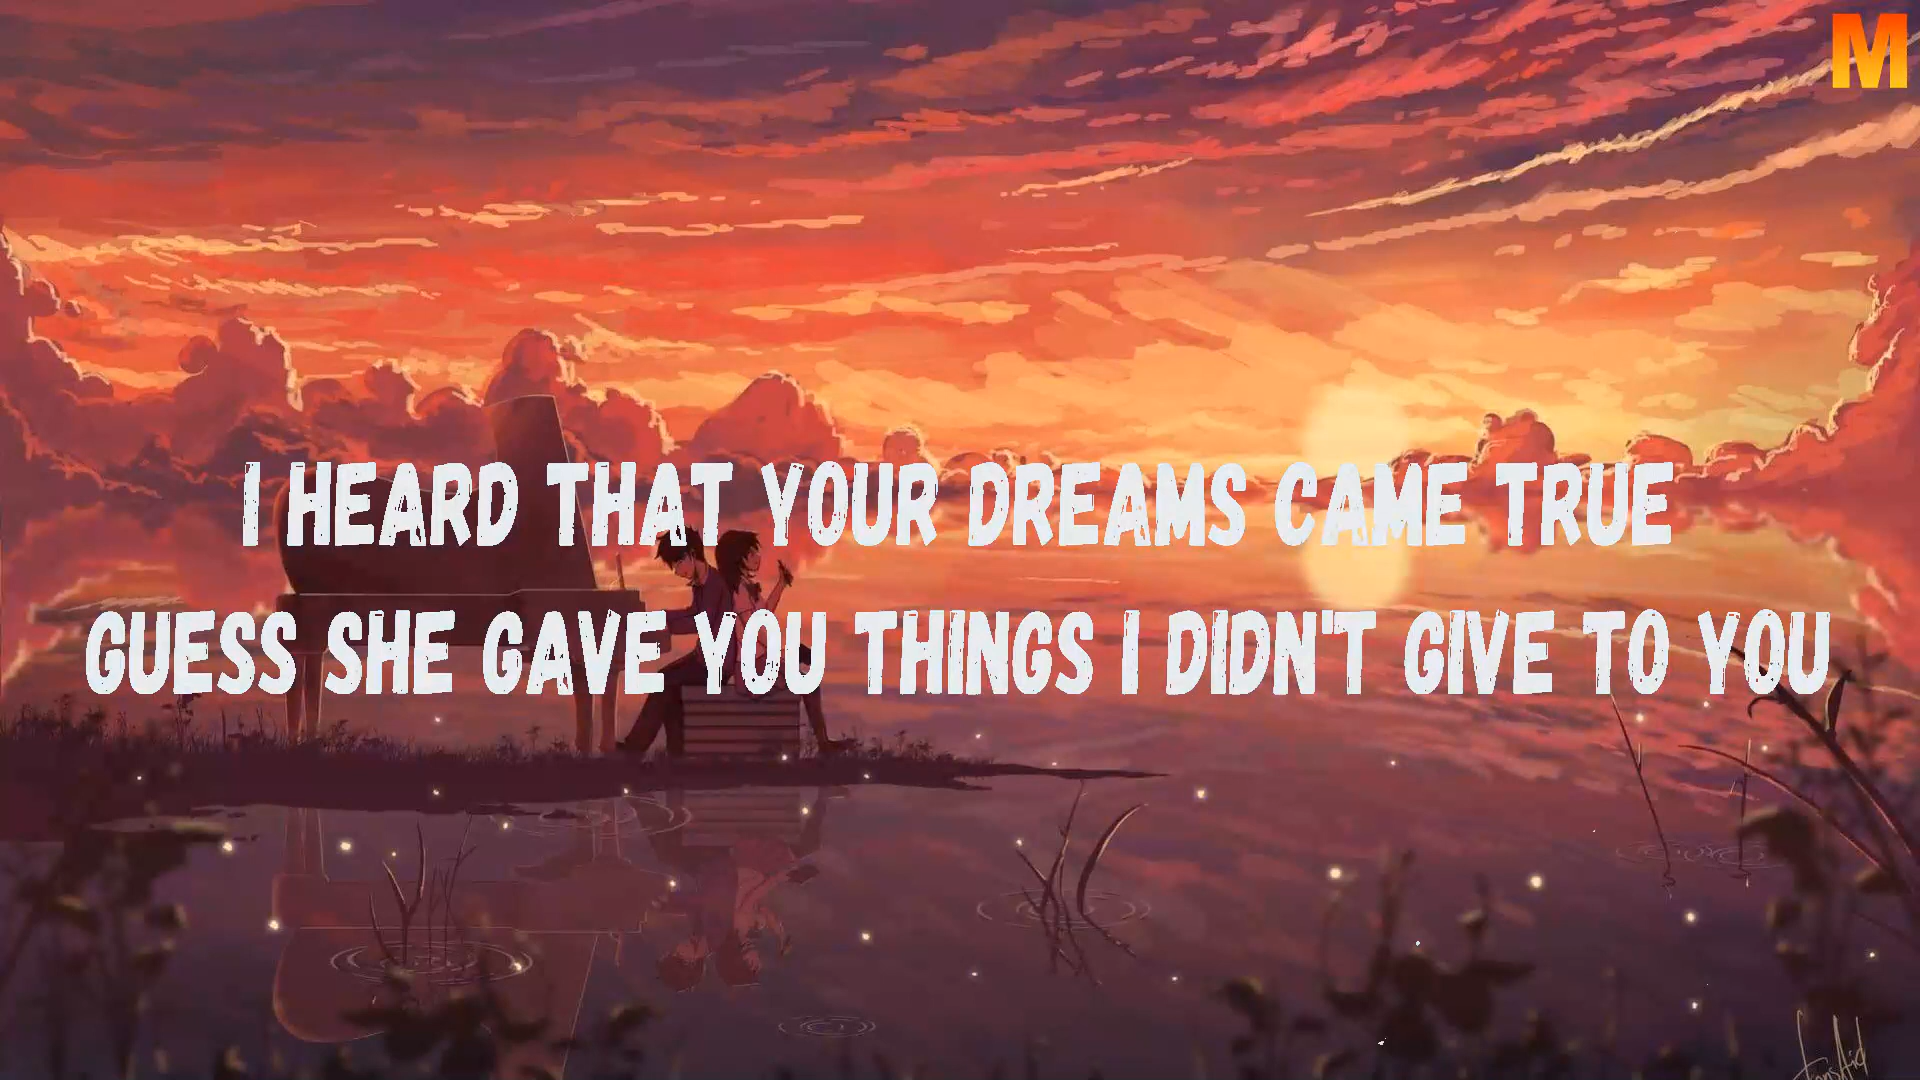 M
I HEARD THAT YOUR DREAMS CAME TRUE
GUESS SHE GAVE YOU THINGS I DIDN'T GIVE TO YOU